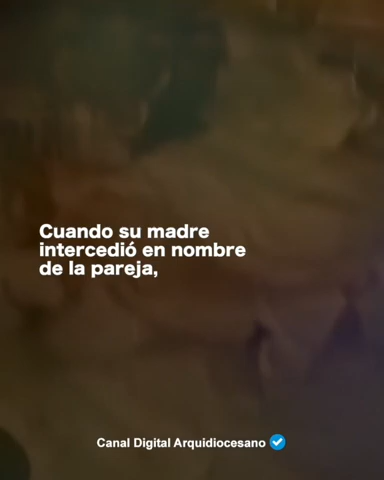 Cuando su madre
intercedió en nombre
de la pareja,
Canal Digital Arquidiocesano